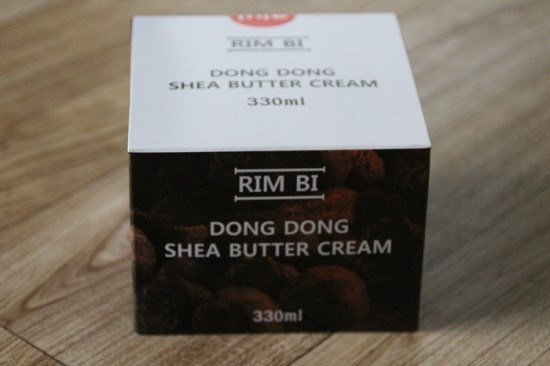 RIM BI
DONG DONG
SHEA BUTTER CREAM
330ml
RIM BI
DONG DONG
SHEA BUTTER CREAM
330ml